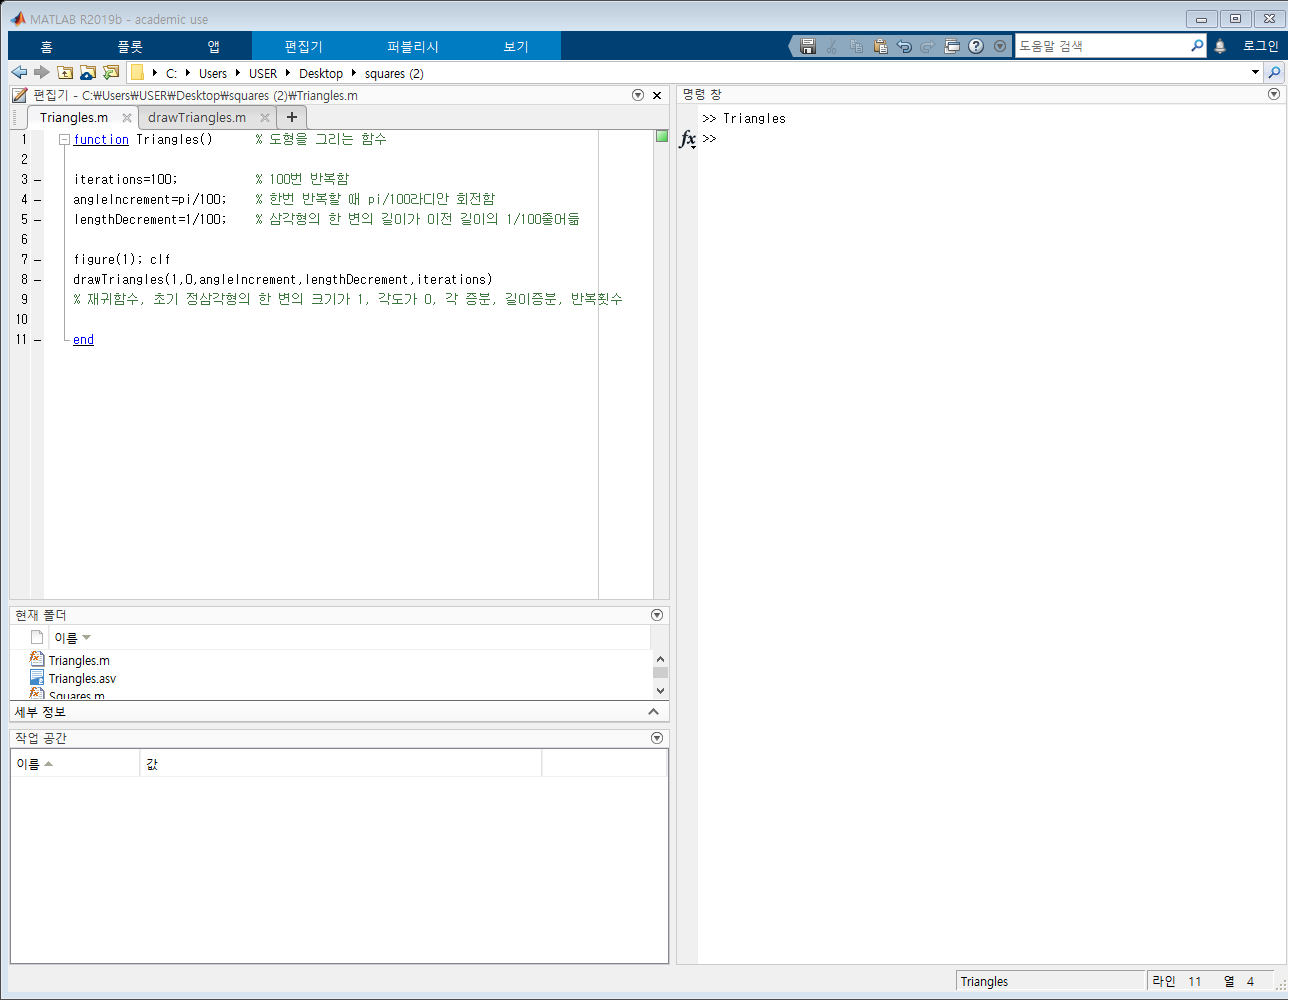 MATLAB R2019b - academic use
홈 플롯 앱 편집기 퍼블리시 보기 도움말 검색 로그인
C: Users USER Desktop squares (2)
편집기 - C:₩Users₩USER₩Desktop₩squares (2)₩Triangles.m
Triangles.m drawTriangles.m +
1 function Triangles() % 도형을 그리는 함수
2
3 – iterations=100; % 100번 반복함
4 – angleIncrement=pi/100; % 한번 반복할 때 pi/100라디안 회전함
5 – lengthDecrement=1/100; % 삼각형의 한 변의 길이가 이전 길이의 1/100줄어듦
6
7 – figure(1); clf
8 – drawTriangles(1,0,angleIncrement,lengthDecrement,iterations)
9 % 재귀함수, 초기 정삼각형의 한 변의 크기가 1, 각도가 0, 각 증분, 길이증분, 반복횟수
10
11 – end
현재 폴더
이름
Triangles.m
Triangles.asv
Squares.m
세부 정보
작업 공간
이름 값
명령 창
>> Triangles
fx >>
Triangles 라인 11 열 4